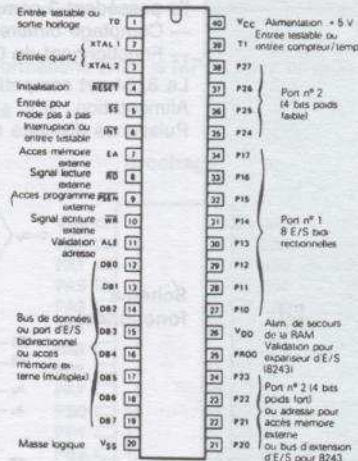 Entrée testable ou
sortie horloge T0 1
XTAL 1 2
Entrée quartz
XTAL 2 3
Initialisation RESET 4
Entrée pour
mode pas à pas SS 5
Interruption ou
entrée testable INT 6
Accès mémoire
externe EA 7
Signal lecture
externe RD 8
Accès programme
externe PSEN 9
Signal écriture
externe WR 10
Validation
adresse ALE 11
DB0 12
DB1 13
DB2 14
Bus de données
ou port d'E/S
bidirectionnel
ou accès
mémoire ex
terne (multiplex)
DB3 15
DB4 16
DB5 17
DB6 18
DB7 19
Masse logique VSS 20
40 VCC Alimentation + 5 V
Entrée testable ou
39 T1 entrée compteur/temp
38 P27
37 P26
36 P25
35 P24
Port n° 2
(4 bits poids
faible)
34 P17
33 P16
32 P15
31 P14
30 P13
29 P12
28 P11
27 P10
Port n° 1
8 E/S bidi
rectionnelles
26 VDD Alim. de secours
de la RAM
25 PROG Validation pour
expanseur d'E/S
(8243)
24 P23
23 P22
22 P21
21 P20
Port n° 2 (4 bits
poids fort)
ou adresse pour
accès mémoire
externe
ou bus d'extension
d'E/S pour 8243